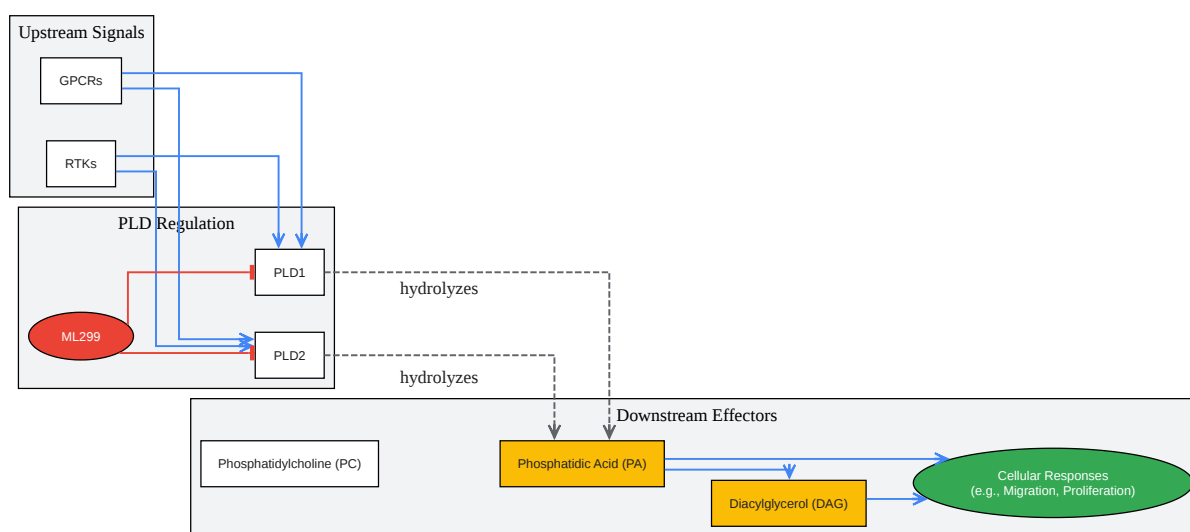 Upstream Signals
GPCRs
RTKs
PLD Regulation
PLD1
hydrolyzes
ML299
PLD2
hydrolyzes
Downstream Effectors
Phosphatidylcholine (PC)
Phosphatidic Acid (PA)
Cellular Responses
(e.g., Migration, Proliferation)
Diacylglycerol (DAG)